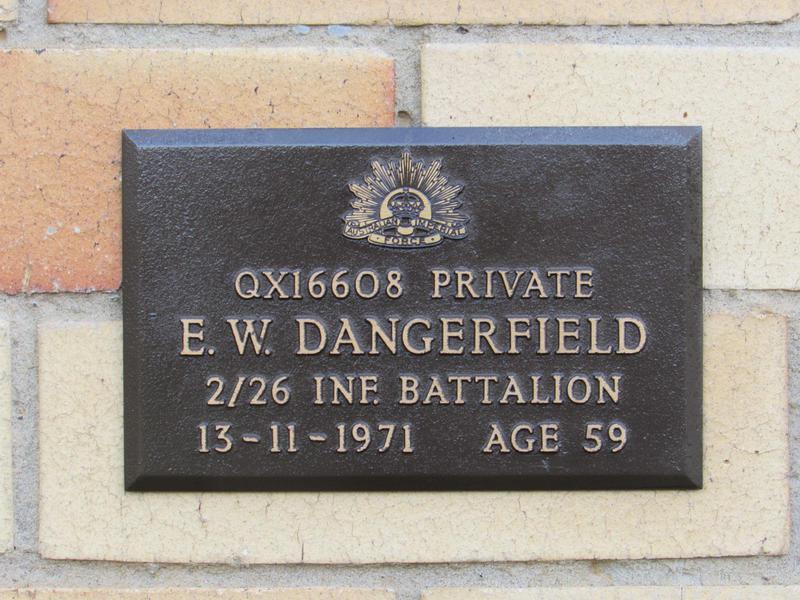 AUSTRALIAN IMPERIAL
FORCE
QX16608 PRIVATE
E. W. DANGERFIELD
2/26 INF. BATTALION
13-11-1971 AGE 59